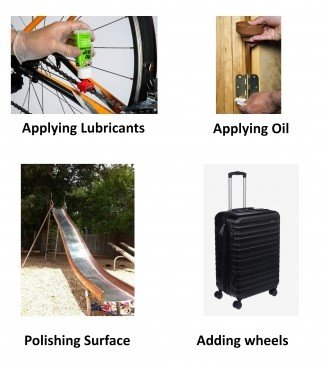 Applying Lubricants
Applying Oil
Polishing Surface
Adding wheels